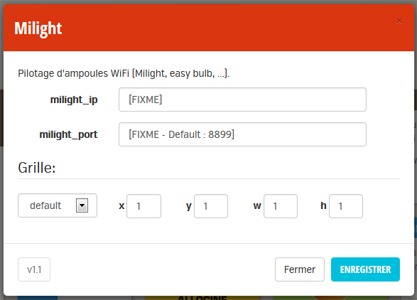 Milight
×
Pilotage d'ampoules WiFi [Milight, easy bulb, ...].
milight_ip [FIXME]
milight_port [FIXME - Default : 8899]
Grille:
default x 1 y 1 w 1 h 1
v1.1 Fermer ENREGISTRER
ALLOCINE